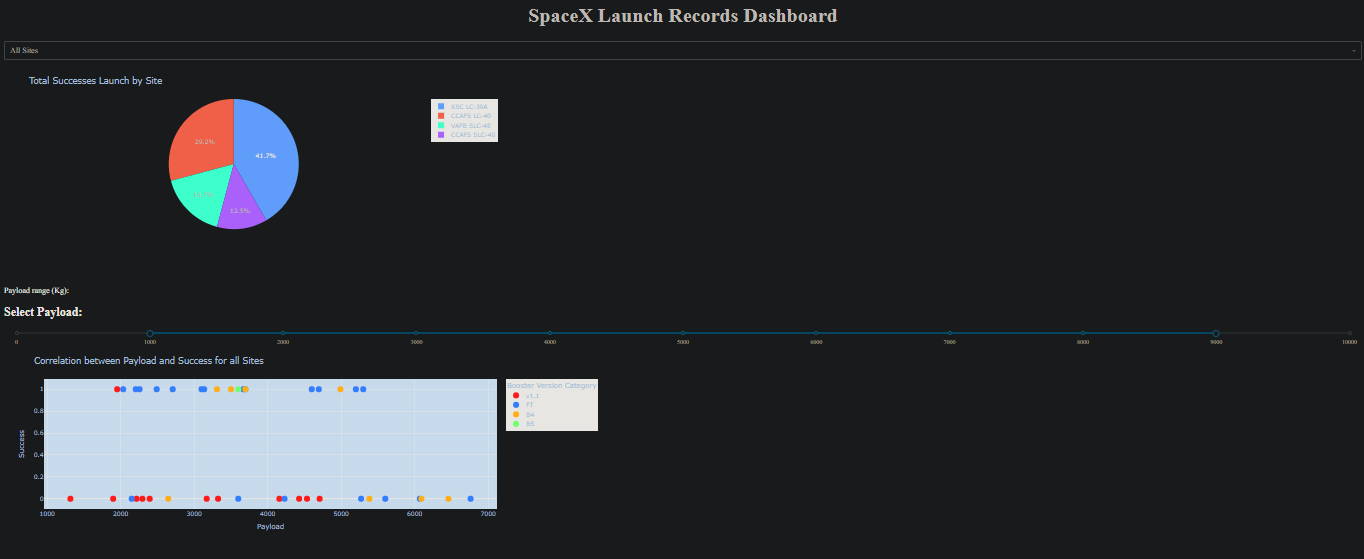 SpaceX Launch Records Dashboard
All Sites
Total Successes Launch by Site
KSC LC-39A
CCAFS LC-40
VAFB SLC-4E
CCAFS SLC-40
29.2%
41.7%
12.5%
Payload range (Kg):
Select Payload:
0 1000 2000 3000 4000 5000 6000 7000 8000 9000 10000
Correlation between Payload and Success for all Sites
Booster Version Category
v1.1
FT
B4
B5
Success
1
0.8
0.6
0.4
0.2
0
1000 2000 3000 4000 5000 6000 7000
Payload